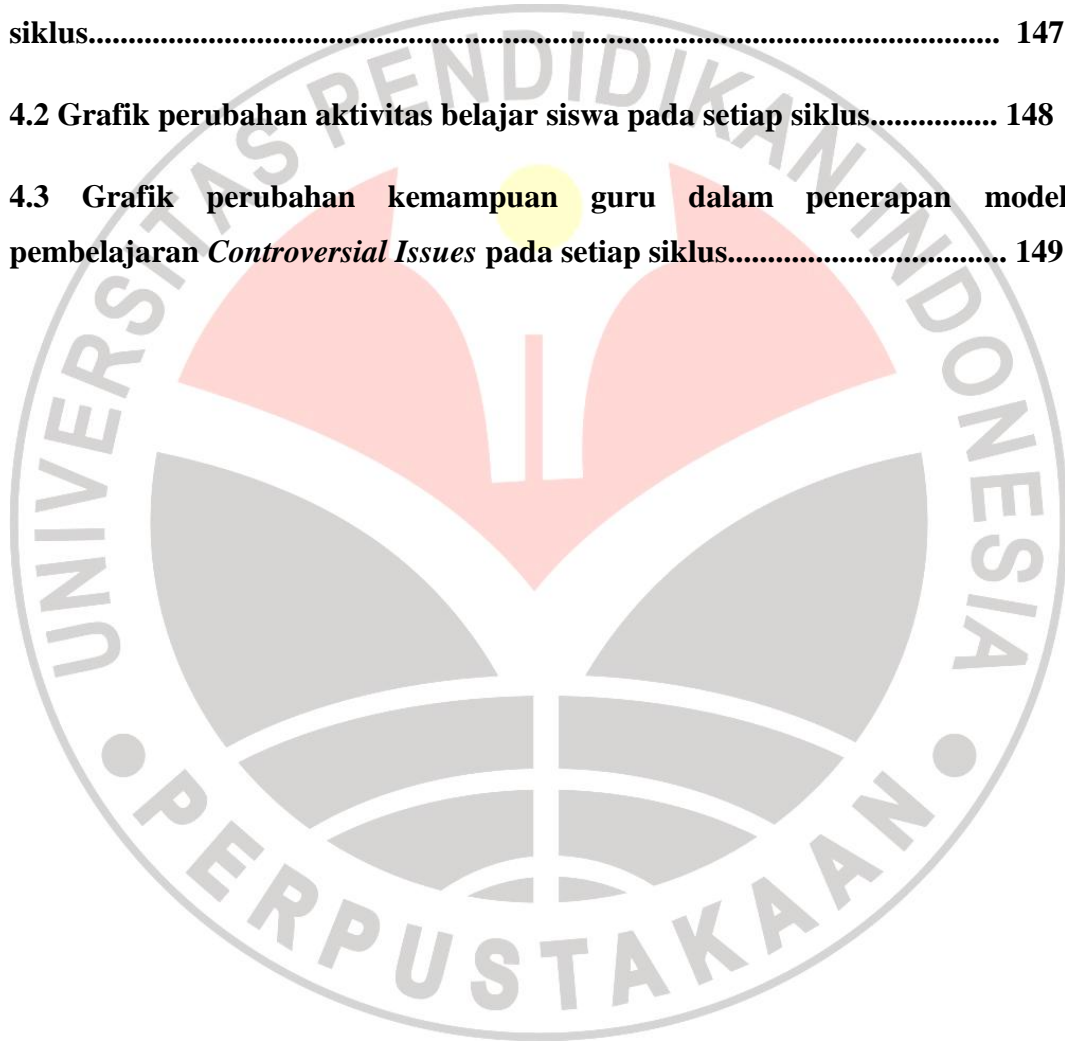 siklus................................................................................................................... 147
4.2 Grafik perubahan aktivitas belajar siswa pada setiap siklus................ 148
4.3 Grafik perubahan kemampuan guru dalam penerapan model
pembelajaran Controversial Issues pada setiap siklus................................... 149
UNIVERSITAS PENDIDIKAN INDONESIA
PERPUSTAKAAN